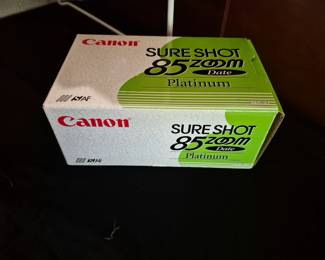 Canon
SURE SHOT
85 ZOOM
Date
Platinum
Canon
SURE SHOT
85 ZOOM
Date
Platinum